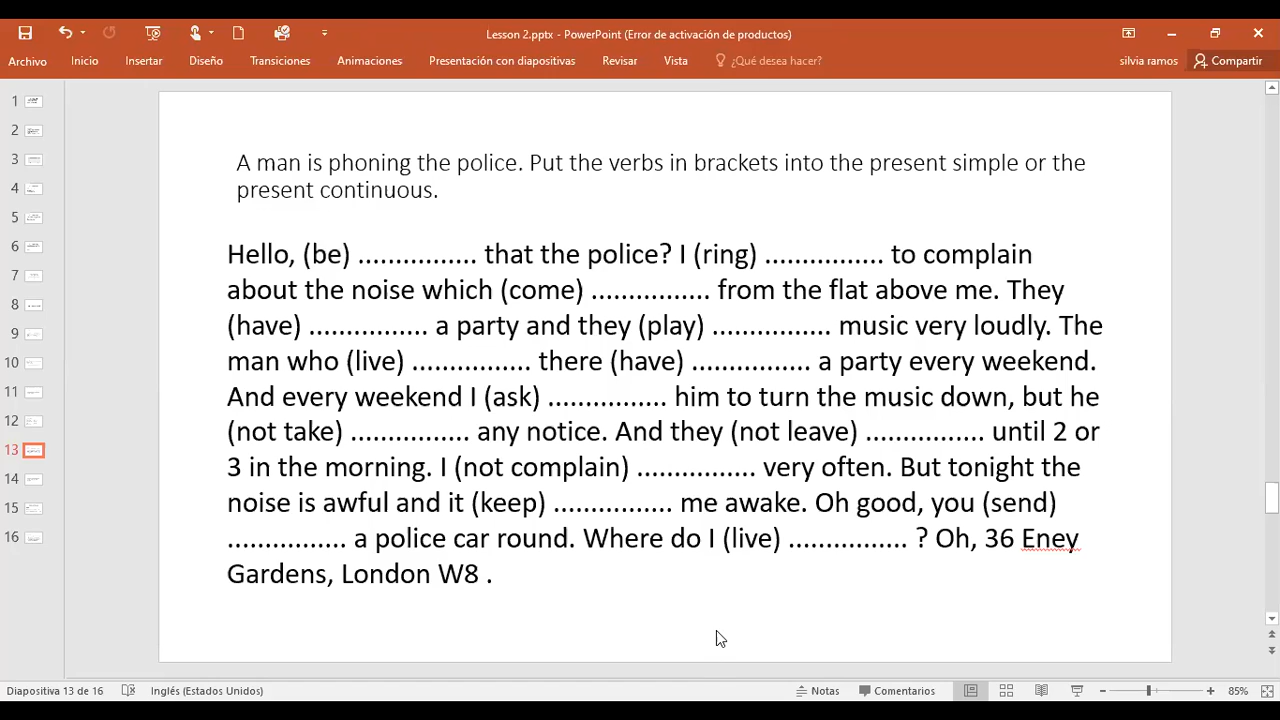 Lesson 2.pptx - PowerPoint (Error de activación de productos)
Archivo Inicio Insertar Diseño Transiciones Animaciones Presentación con diapositivas Revisar Vista ¿Qué desea hacer? silvia ramos Compartir
1
2
3
4
5
6
7
8
9
10
11
12
13
14
15
16
A man is phoning the police. Put the verbs in brackets into the present simple or the
present continuous.
Hello, (be) ................ that the police? I (ring) ................ to complain
about the noise which (come) ................ from the flat above me. They
(have) ................ a party and they (play) ................ music very loudly. The
man who (live) ................ there (have) ................ a party every weekend.
And every weekend I (ask) ................ him to turn the music down, but he
(not take) ................ any notice. And they (not leave) ................ until 2 or
3 in the morning. I (not complain) ................ very often. But tonight the
noise is awful and it (keep) ................ me awake. Oh good, you (send)
................ a police car round. Where do I (live) ................ ? Oh, 36 Eney
Gardens, London W8 .
Diapositiva 13 de 16 Inglés (Estados Unidos) Notas Comentarios 85%